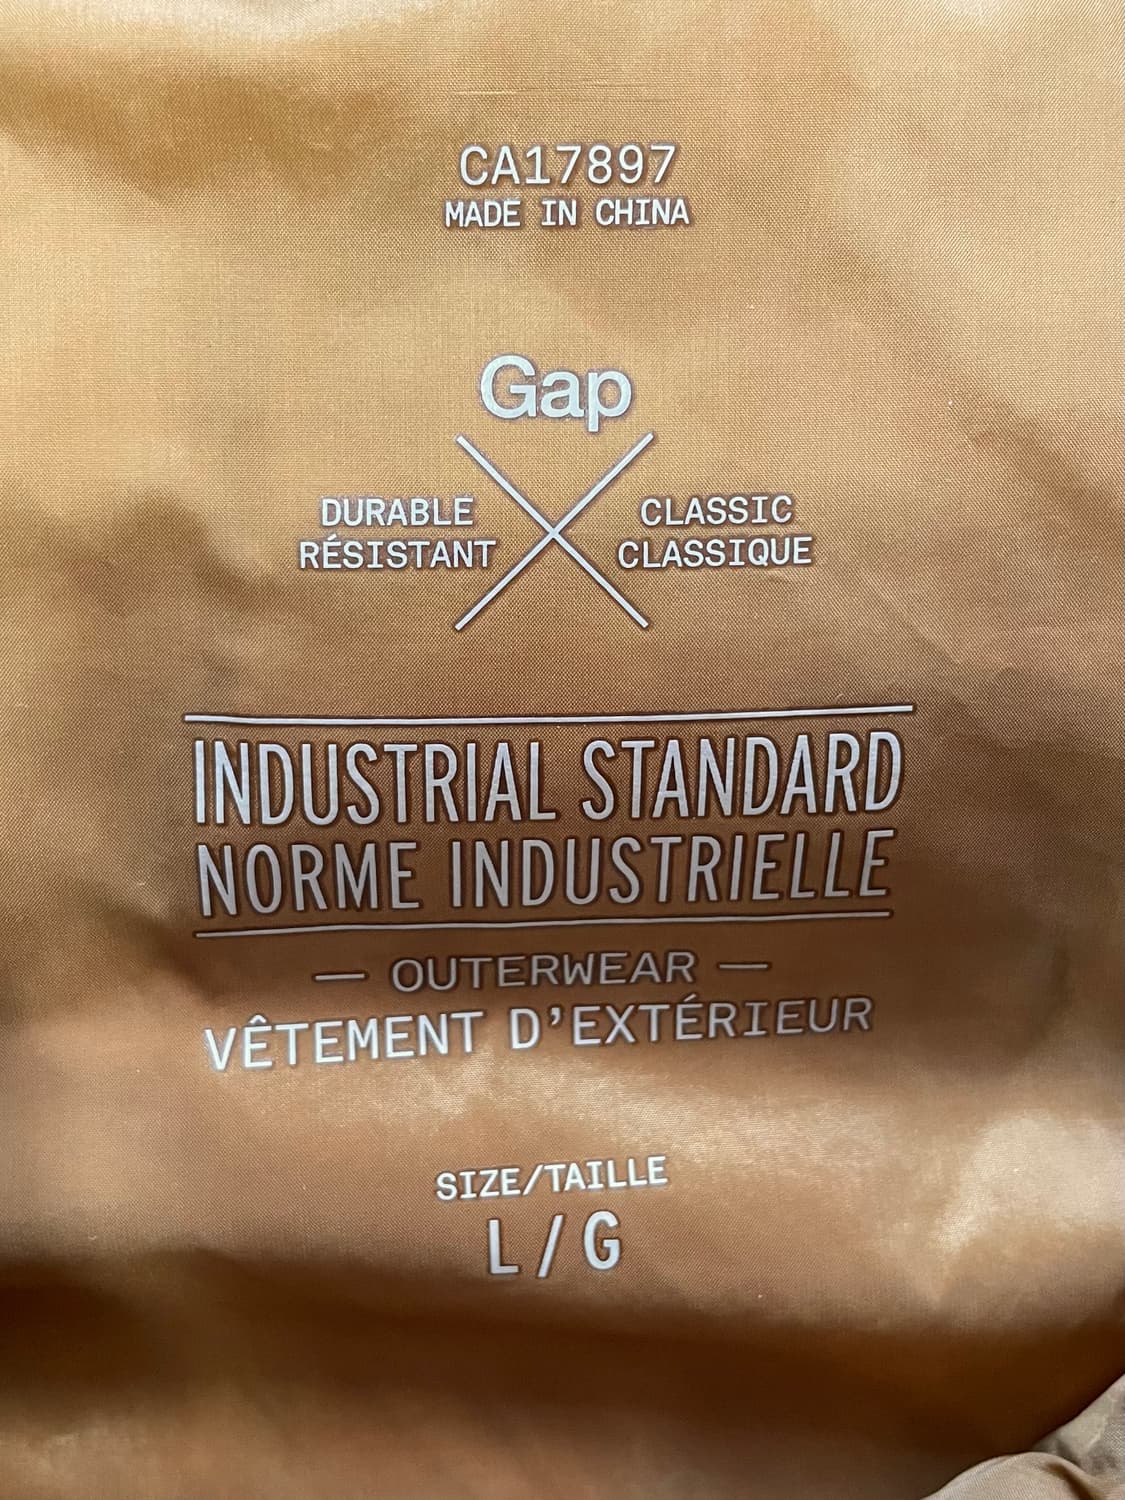 CA17897
MADE IN CHINA
Gap
DURABLE
RÉSISTANT
CLASSIC
CLASSIQUE
INDUSTRIAL STANDARD
NORME INDUSTRIELLE
— OUTERWEAR —
VÊTEMENT D'EXTÉRIEUR
SIZE/TAILLE
L / G